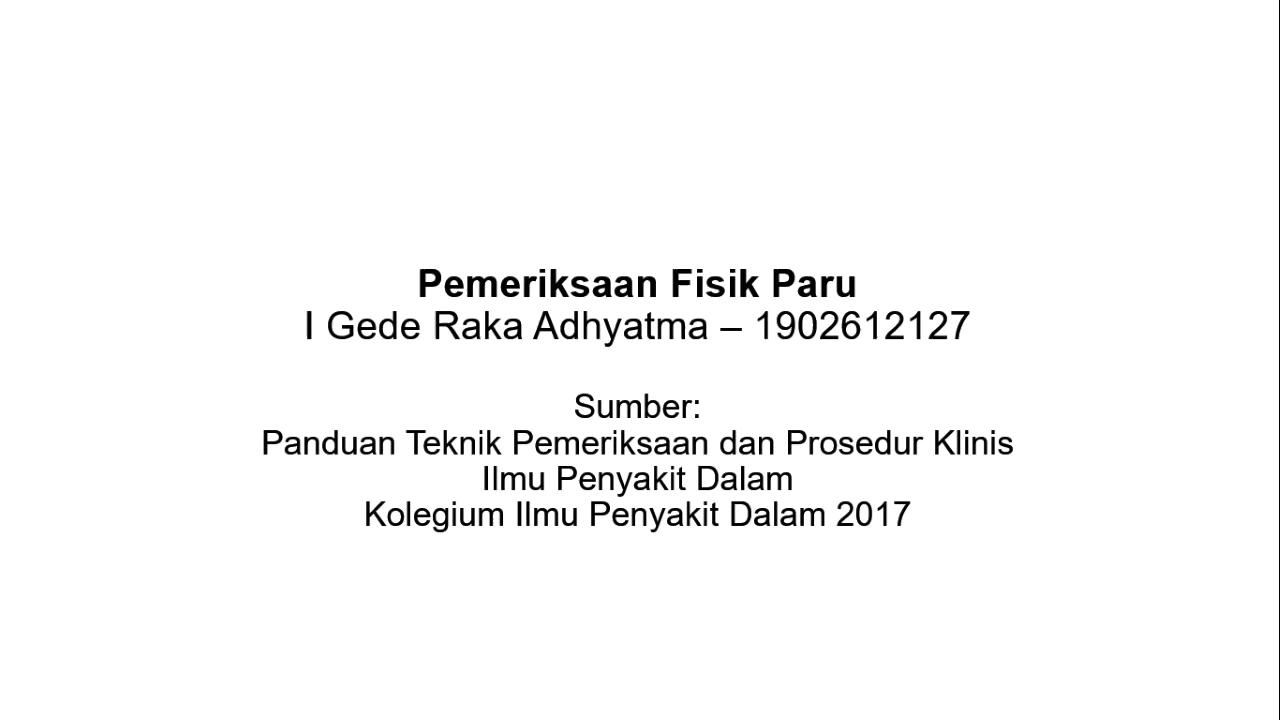 Pemeriksaan Fisik Paru
I Gede Raka Adhyatma – 1902612127
Sumber:
Panduan Teknik Pemeriksaan dan Prosedur Klinis
Ilmu Penyakit Dalam
Kolegium Ilmu Penyakit Dalam 2017